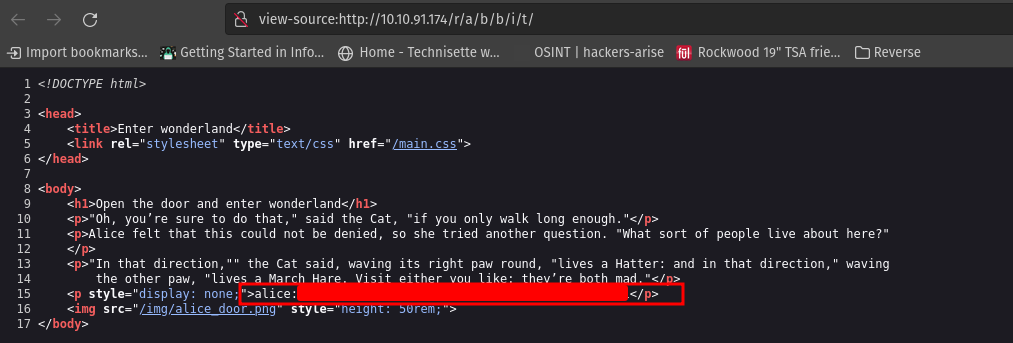 view-source:http://10.10.91.174/r/a/b/b/i/t/
Import bookmarks... Getting Started in Info... Home - Technisette w... OSINT | hackers-arise fūl Rockwood 19" TSA frie... Reverse
1 <!DOCTYPE html>
2
3 <head>
4 <title>Enter wonderland</title>
5 <link rel="stylesheet" type="text/css" href="/main.css">
6 </head>
7
8 <body>
9 <h1>Open the door and enter wonderland</h1>
10 <p>"Oh, you’re sure to do that," said the Cat, "if you only walk long enough."</p>
11 <p>Alice felt that this could not be denied, so she tried another question. "What sort of people live about here?"
12 </p>
13 <p>"In that direction,"" the Cat said, waving its right paw round, "lives a Hatter: and in that direction," waving
14 the other paw, "lives a March Hare. Visit either you like: they’re both mad."</p>
15 <p style="display: none;">alice: </p>
16 <img src="/img/alice_door.png" style="height: 50rem;">
17 </body>